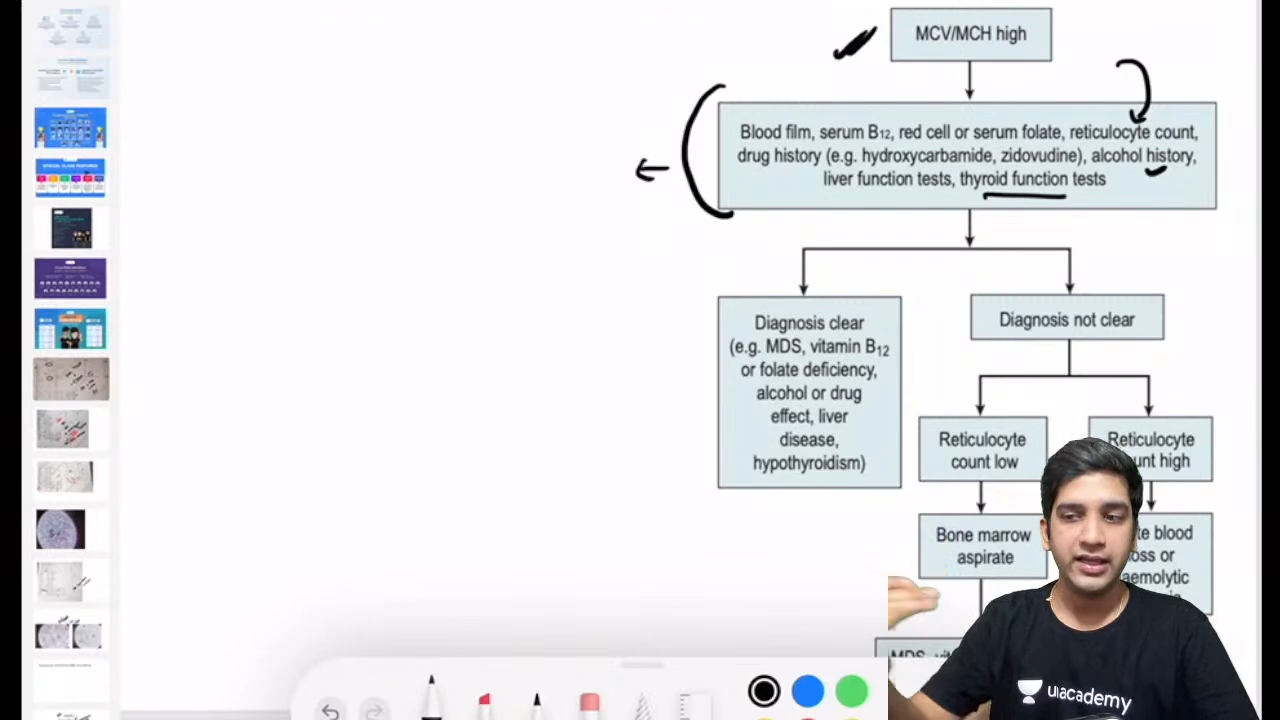 MCV/MCH high
Blood film, serum B12, red cell or serum folate, reticulocyte count,
drug history (e.g. hydroxycarbamide, zidovudine), alcohol history,
liver function tests, thyroid function tests
Diagnosis clear
(e.g. MDS, vitamin B12
or folate deficiency,
alcohol or drug
effect, liver
disease,
hypothyroidism)
Diagnosis not clear
Reticulocyte
count low
Reticulocyte
high
Bone marrow
aspirate
blood
or
MDS,
unacademy